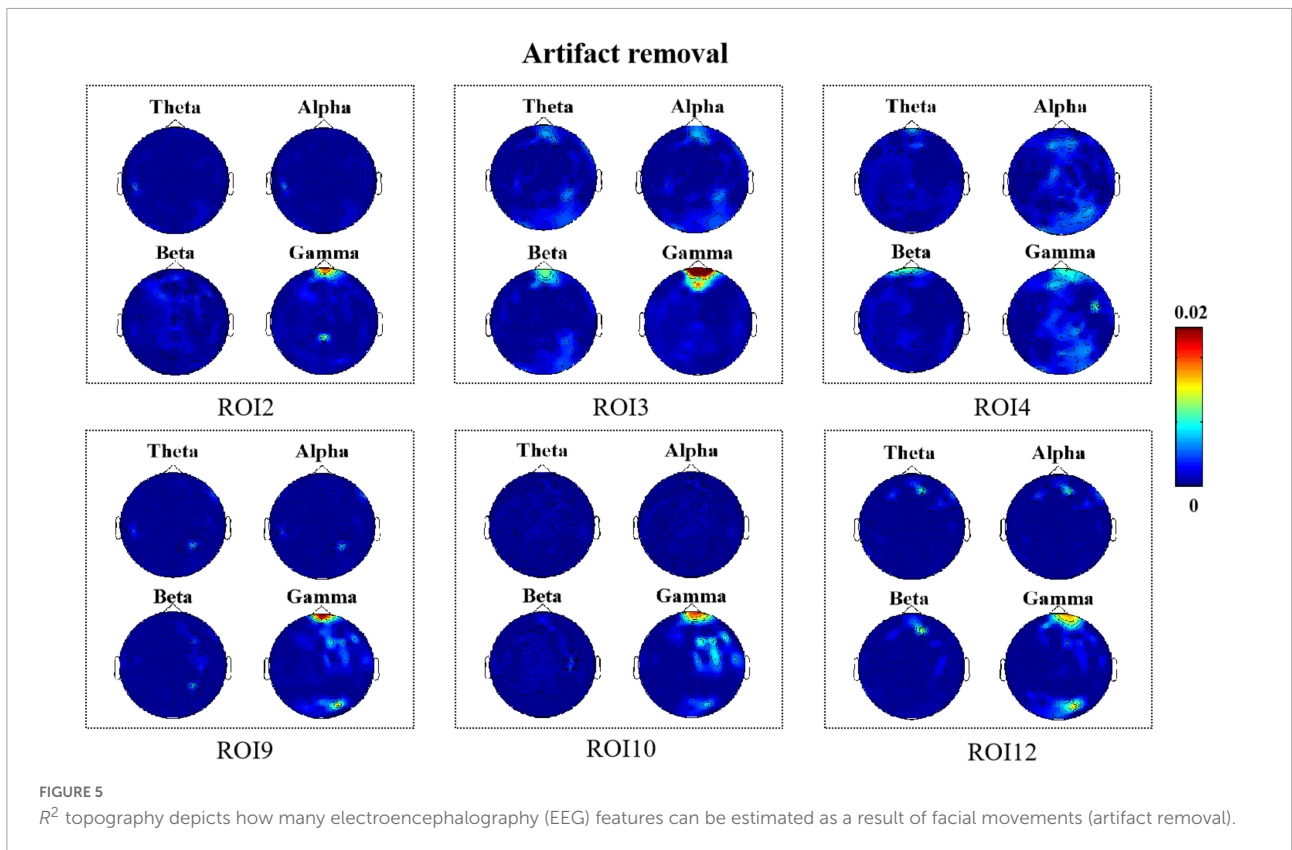 Artifact removal
Theta Alpha
Beta Gamma
ROI2
Theta Alpha
Beta Gamma
ROI3
Theta Alpha
Beta Gamma
ROI4
0.02
0
Theta Alpha
Beta Gamma
ROI9
Theta Alpha
Beta Gamma
ROI10
Theta Alpha
Beta Gamma
ROI12
FIGURE 5
R² topography depicts how many electroencephalography (EEG) features can be estimated as a result of facial movements (artifact removal).